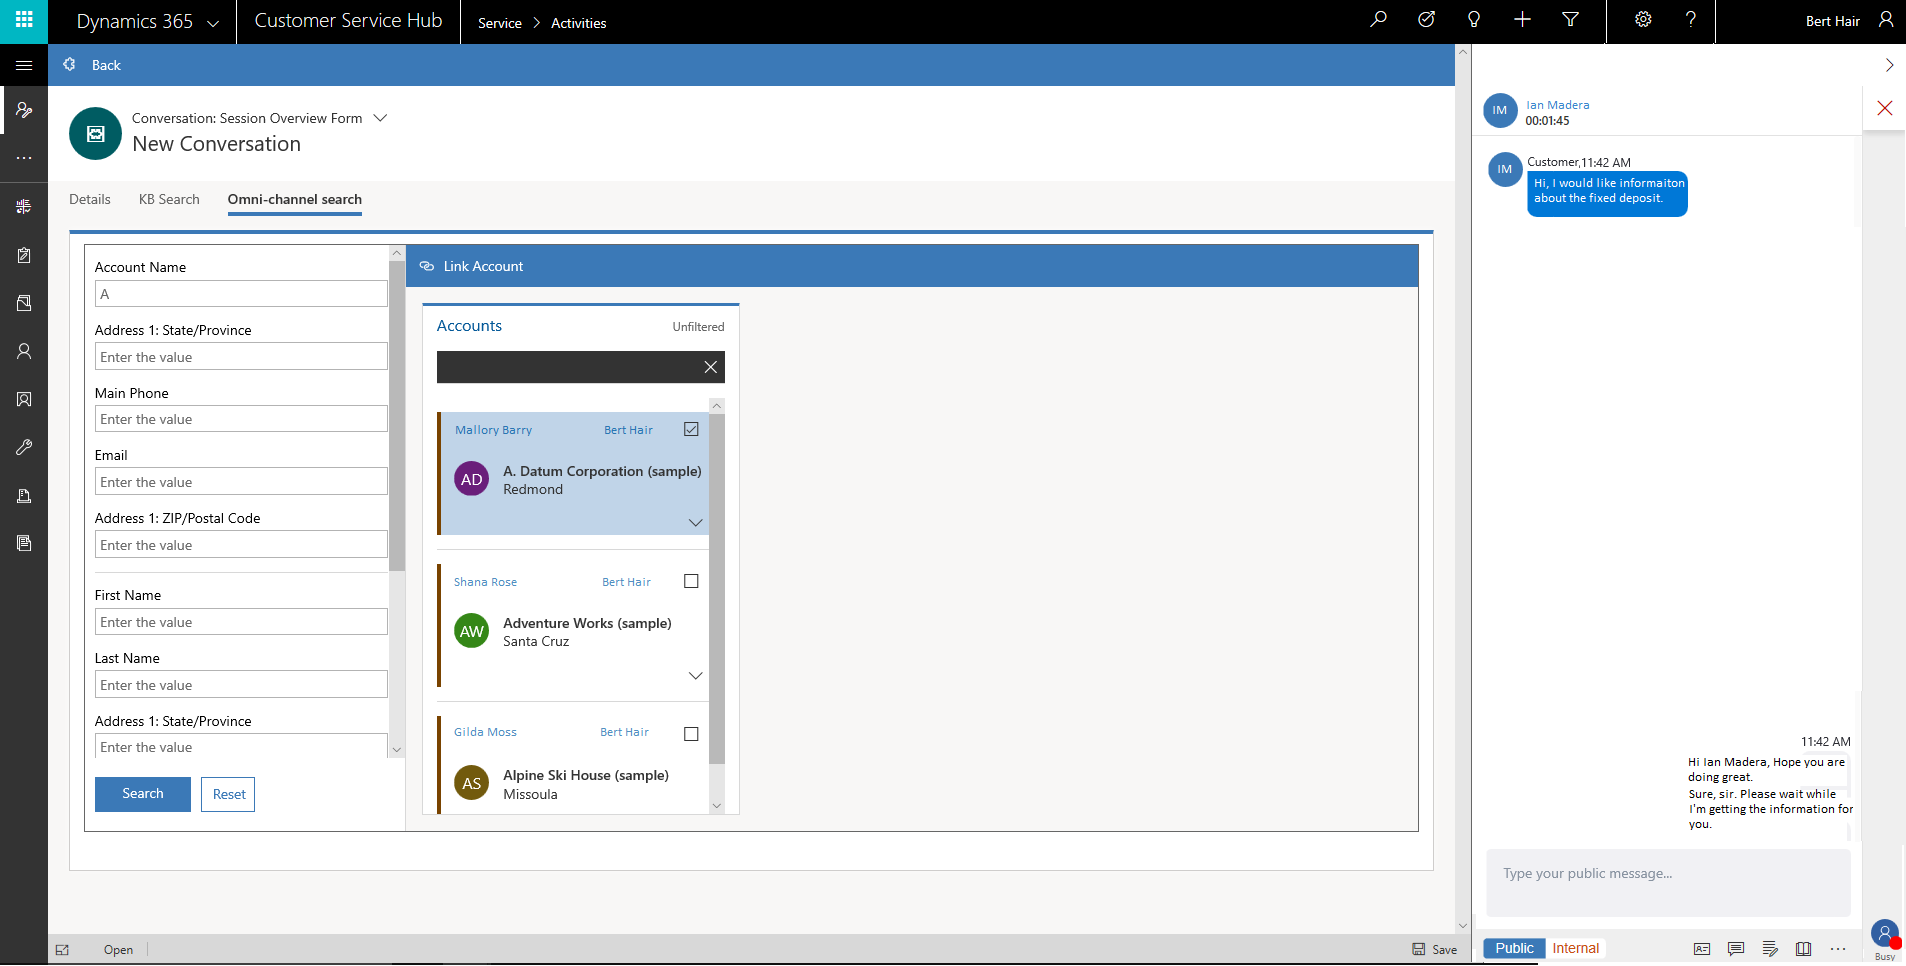 Dynamics 365
Customer Service Hub
Service > Activities
Bert Hair
Back
Conversation: Session Overview Form
New Conversation
Details
KB Search
Omni-channel search
Account Name
A
Address 1: State/Province
Enter the value
Main Phone
Enter the value
Email
Enter the value
Address 1: ZIP/Postal Code
Enter the value
First Name
Enter the value
Last Name
Enter the value
Address 1: State/Province
Enter the value
Search
Reset
Link Account
Accounts
Unfiltered
Mallory Barry
Bert Hair
AD
A. Datum Corporation (sample)
Redmond
Shana Rose
Bert Hair
AW
Adventure Works (sample)
Santa Cruz
Gilda Moss
Bert Hair
AS
Alpine Ski House (sample)
Missoula
Open
Save
IM
Ian Madera
00:01:45
IM
Customer,11:42 AM
Hi, I would like informaiton
about the fixed deposit.
11:42 AM
Hi Ian Madera, Hope you are
doing great.
Sure, sir. Please wait while
I'm getting the information for
you.
Type your public message...
Public
Internal
Busy